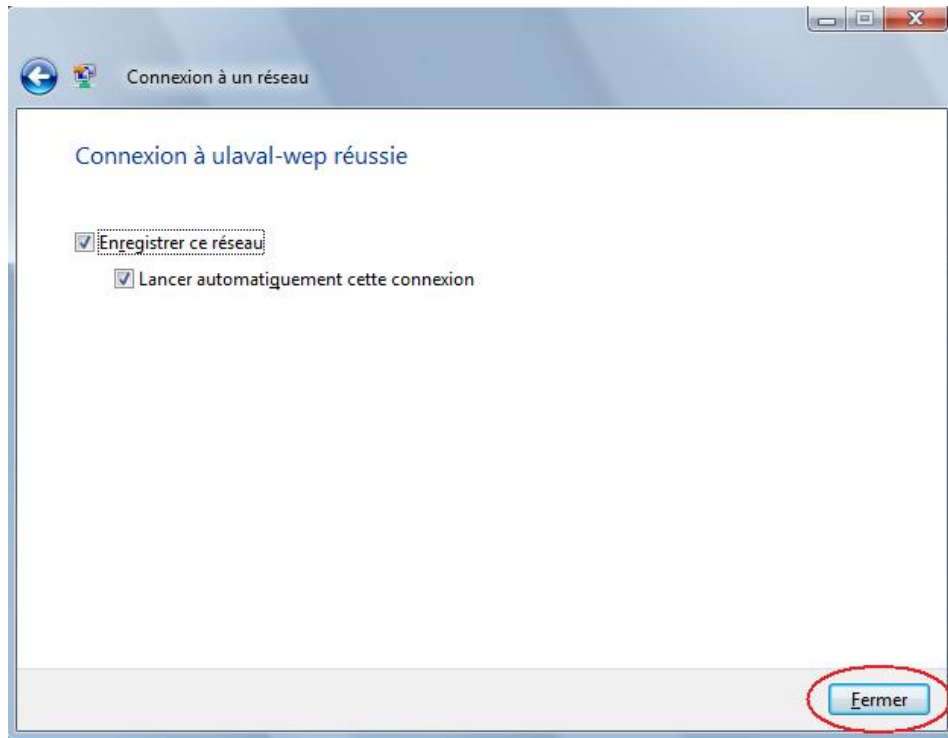 Connexion à un réseau
Connexion à ulaval-wep réussie
Enregistrer ce réseau
Lancer automatiquement cette connexion
Fermer